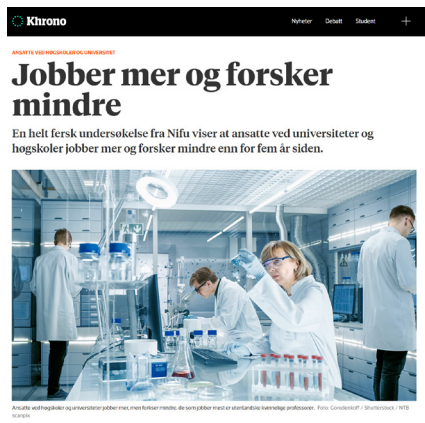 Khrono
Nyheter Debatt Student
ANSATTE VED HØGSKOLER OG UNIVERSITET
Jobber mer og forsker
mindre
En helt fersk undersøkelse fra Nifu viser at ansatte ved universiteter og
høgskoler jobber mer og forsker mindre enn for fem år siden.
Ansatte ved høgskoler og universiteter jobber mer, men forsker mindre, de som jobber mest er utenlandske kvinnelige professorer. Foto: / Shutterstock / NTB
scanpix